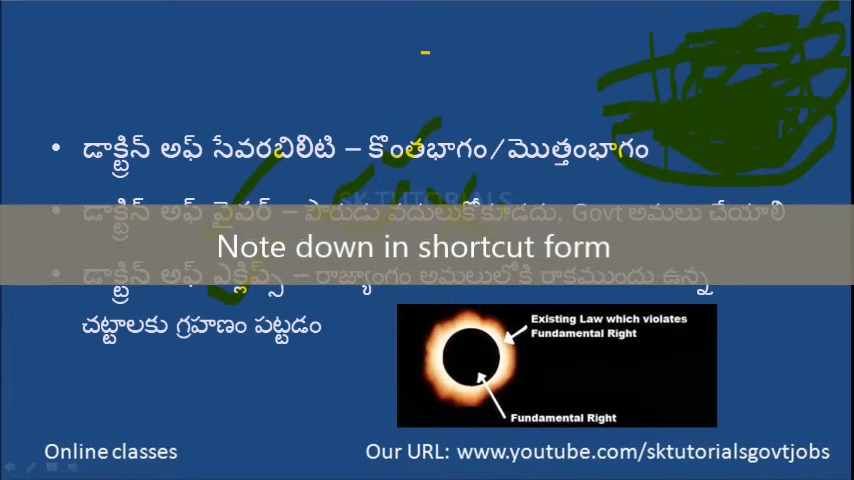 -
• డాక్ట్రిన్ అఫ్ సేవరబిలిటి – కొంతభాగం/మొత్తంభాగం
SK TUTORIALS
• డాక్ట్రిన్ అఫ్ వైవర్ – పౌరుడు వదులుకోకూడదు, Govt అమలు చేయాలి
Note down in shortcut form
• డాక్ట్రిన్ అఫ్ ఎక్లిప్స్ – రాజ్యాంగం అమలులోకి రాకముందు ఉన్న
చట్టాలకు గ్రహణం పట్టడం
Existing Law which violates
Fundamental Right
Fundamental Right
Online classes
Our URL: www.youtube.com/sktutorialsgovtjobs